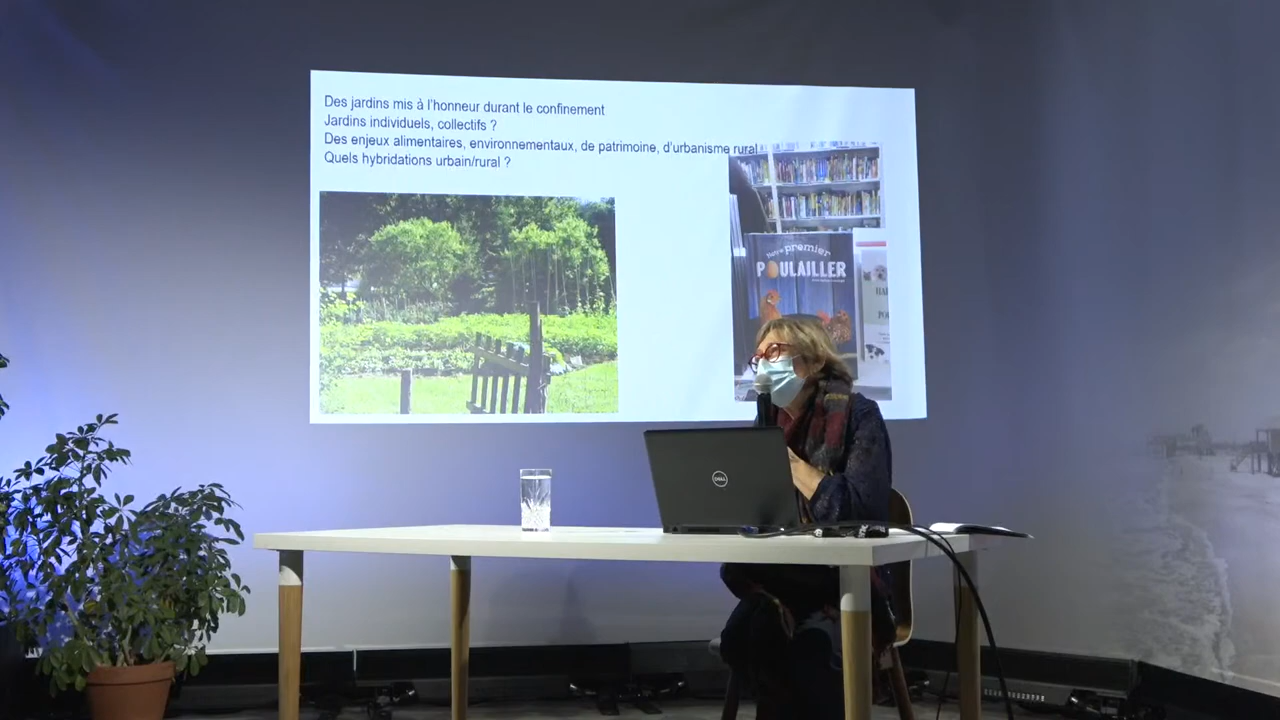 Des jardins mis à l'honneur durant le confinement
Jardins individuels, collectifs ?
Des enjeux alimentaires, environnementaux, de patrimoine, d'urbanisme rural
Quels hybridations urbain/rural ?
premier
POULAILLER
DELL